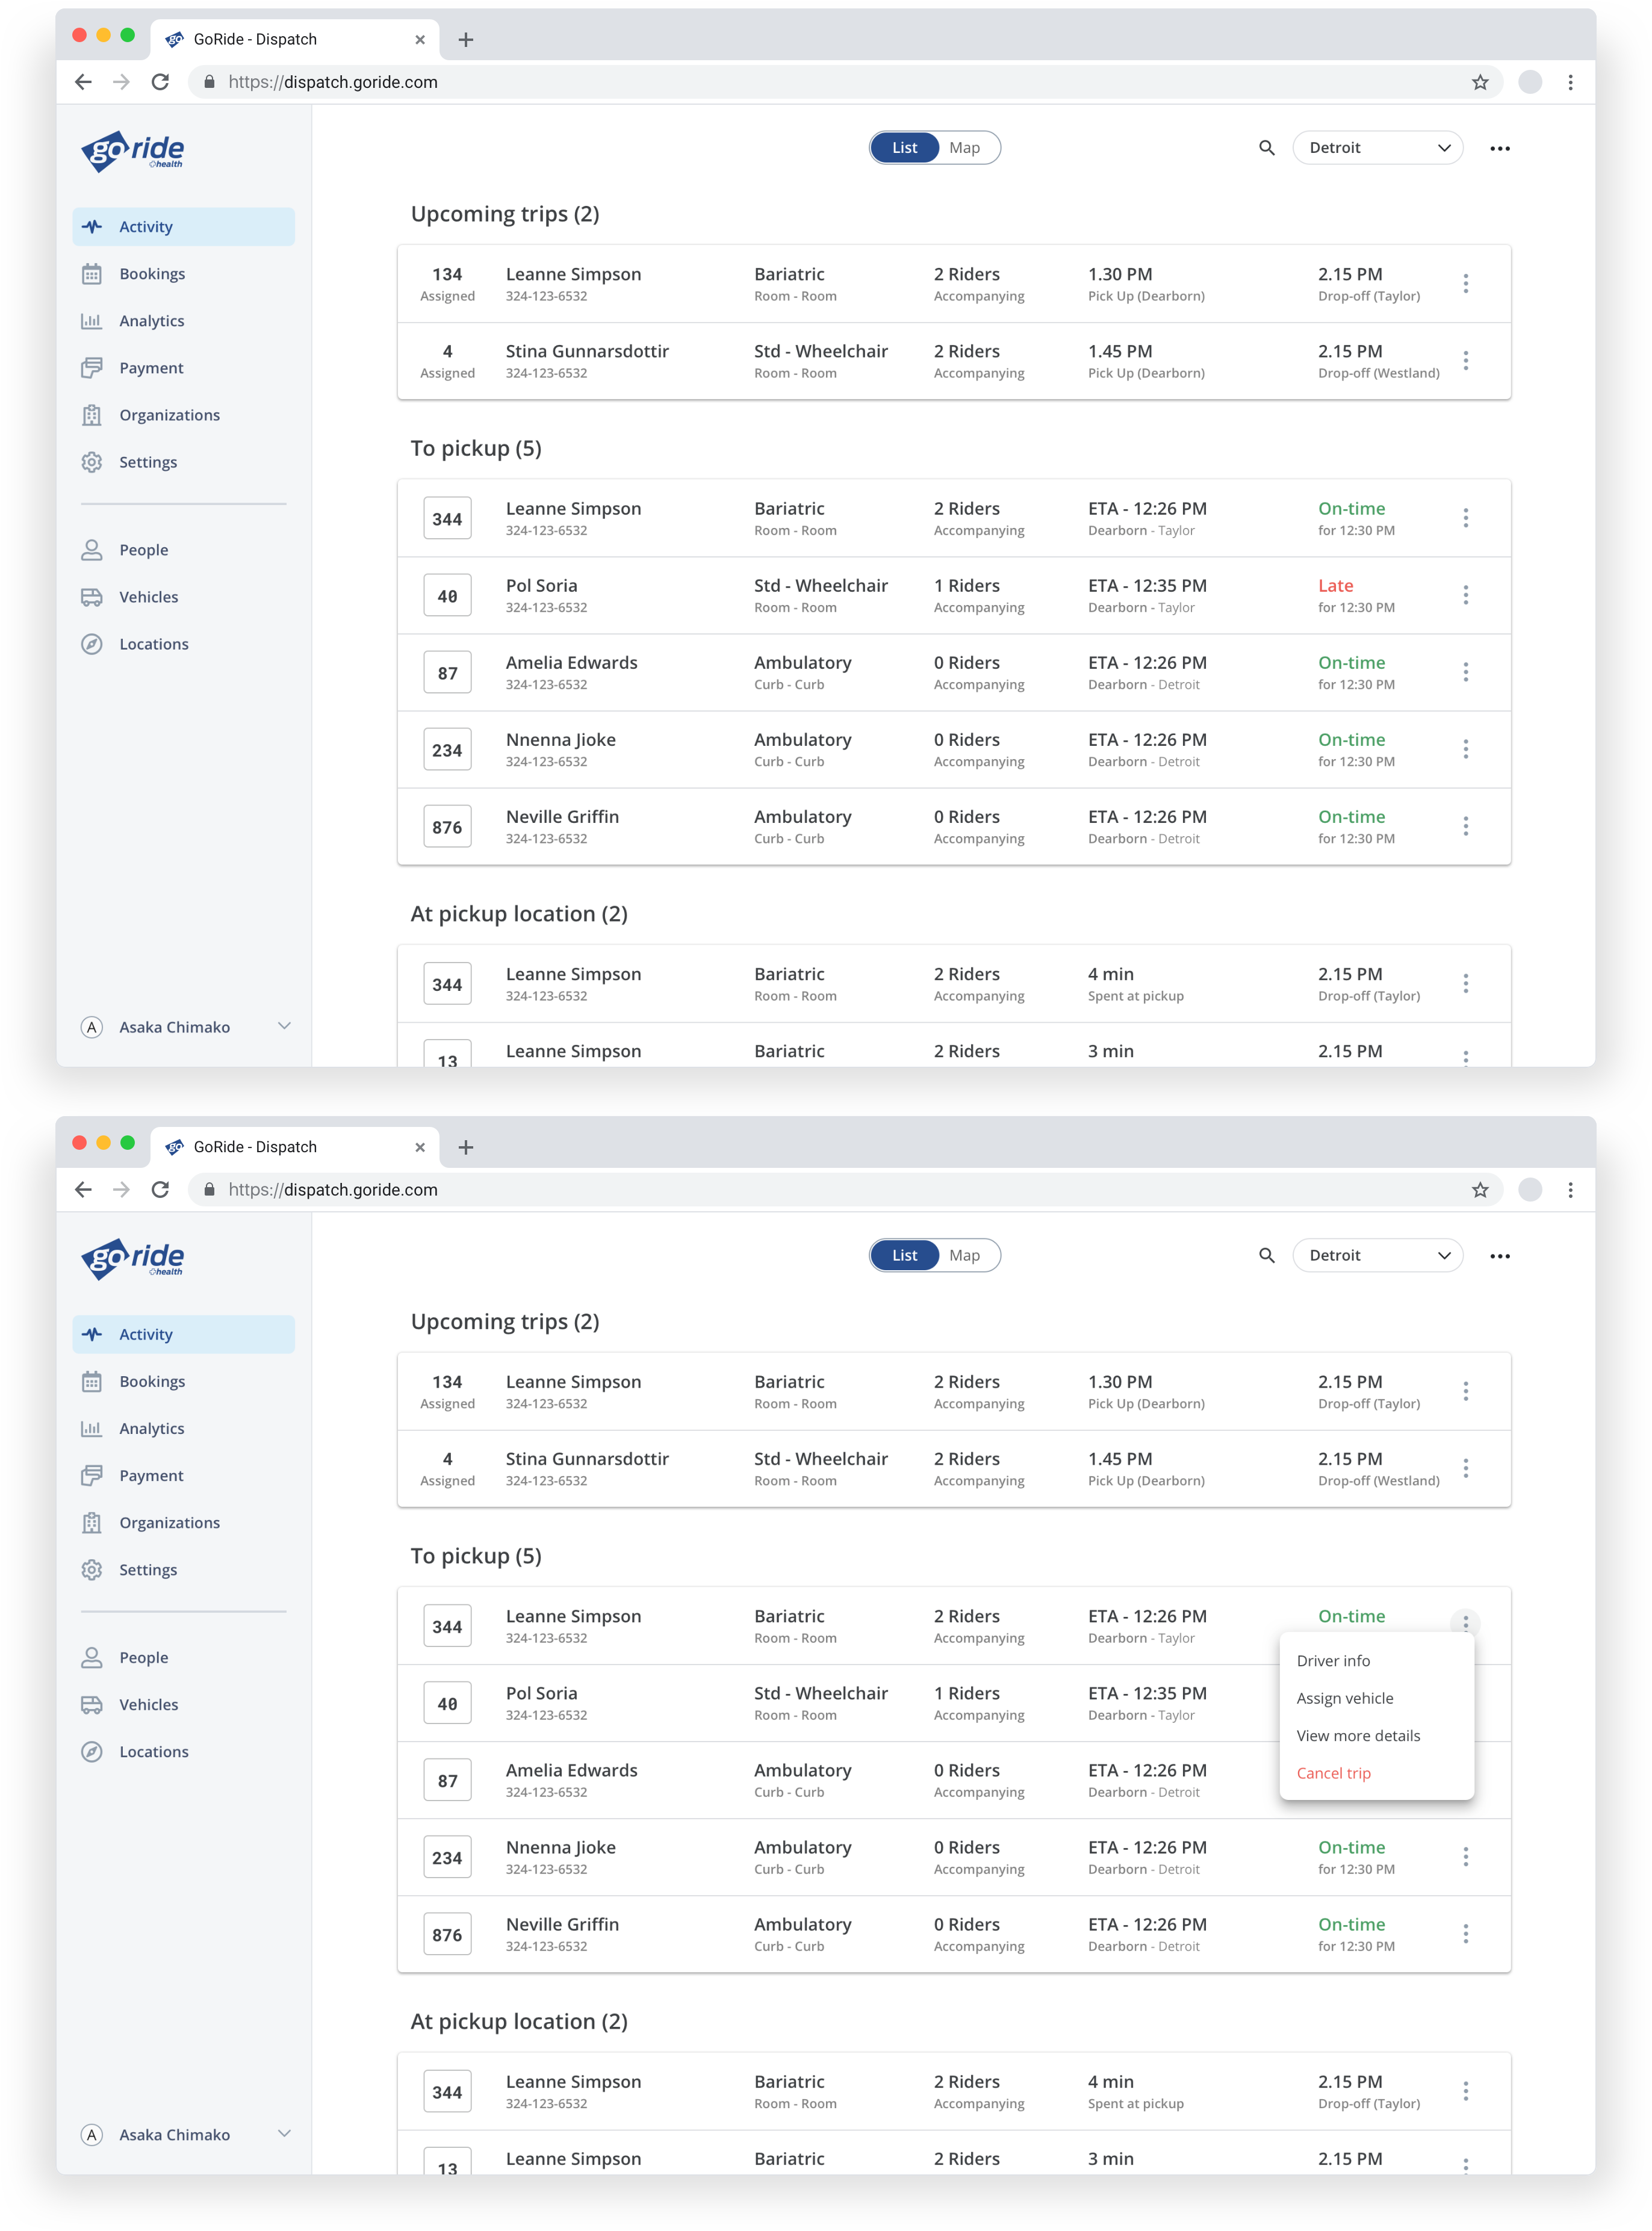 GoRide - Dispatch
https://dispatch.goride.com
go ride
health
List Map
Detroit
Activity
Bookings
Analytics
Payment
Organizations
Settings
People
Vehicles
Locations
A Asaka Chimako
Upcoming trips (2)
134 Leanne Simpson Bariatric 2 Riders 1.30 PM 2.15 PM
Assigned 324-123-6532 Room - Room Accompanying Pick Up (Dearborn) Drop-off (Taylor)
4 Stina Gunnarsdottir Std - Wheelchair 2 Riders 1.45 PM 2.15 PM
Assigned 324-123-6532 Room - Room Accompanying Pick Up (Dearborn) Drop-off (Westland)
To pickup (5)
344 Leanne Simpson Bariatric 2 Riders ETA - 12:26 PM On-time
324-123-6532 Room - Room Accompanying Dearborn - Taylor for 12:30 PM
40 Pol Soria Std - Wheelchair 1 Riders ETA - 12:35 PM Late
324-123-6532 Room - Room Accompanying Dearborn - Taylor for 12:30 PM
87 Amelia Edwards Ambulatory 0 Riders ETA - 12:26 PM On-time
324-123-6532 Curb - Curb Accompanying Dearborn - Detroit for 12:30 PM
234 Nnenna Jioke Ambulatory 0 Riders ETA - 12:26 PM On-time
324-123-6532 Curb - Curb Accompanying Dearborn - Detroit for 12:30 PM
876 Neville Griffin Ambulatory 0 Riders ETA - 12:26 PM On-time
324-123-6532 Curb - Curb Accompanying Dearborn - Detroit for 12:30 PM
At pickup location (2)
344 Leanne Simpson Bariatric 2 Riders 4 min 2.15 PM
324-123-6532 Room - Room Accompanying Spent at pickup Drop-off (Taylor)
13 Leanne Simpson Bariatric 2 Riders 3 min 2.15 PM
GoRide - Dispatch
https://dispatch.goride.com
go ride
health
List Map
Detroit
Activity
Bookings
Analytics
Payment
Organizations
Settings
People
Vehicles
Locations
A Asaka Chimako
Upcoming trips (2)
134 Leanne Simpson Bariatric 2 Riders 1.30 PM 2.15 PM
Assigned 324-123-6532 Room - Room Accompanying Pick Up (Dearborn) Drop-off (Taylor)
4 Stina Gunnarsdottir Std - Wheelchair 2 Riders 1.45 PM 2.15 PM
Assigned 324-123-6532 Room - Room Accompanying Pick Up (Dearborn) Drop-off (Westland)
To pickup (5)
344 Leanne Simpson Bariatric 2 Riders ETA - 12:26 PM On-time
324-123-6532 Room - Room Accompanying Dearborn - Taylor
40 Pol Soria Std - Wheelchair 1 Riders ETA - 12:35 PM
324-123-6532 Room - Room Accompanying Dearborn - Taylor
87 Amelia Edwards Ambulatory 0 Riders ETA - 12:26 PM
324-123-6532 Curb - Curb Accompanying Dearborn - Detroit
Driver info
Assign vehicle
View more details
Cancel trip
234 Nnenna Jioke Ambulatory 0 Riders ETA - 12:26 PM On-time
324-123-6532 Curb - Curb Accompanying Dearborn - Detroit for 12:30 PM
876 Neville Griffin Ambulatory 0 Riders ETA - 12:26 PM On-time
324-123-6532 Curb - Curb Accompanying Dearborn - Detroit for 12:30 PM
At pickup location (2)
344 Leanne Simpson Bariatric 2 Riders 4 min 2.15 PM
324-123-6532 Room - Room Accompanying Spent at pickup Drop-off (Taylor)
13 Leanne Simpson Bariatric 2 Riders 3 min 2.15 PM